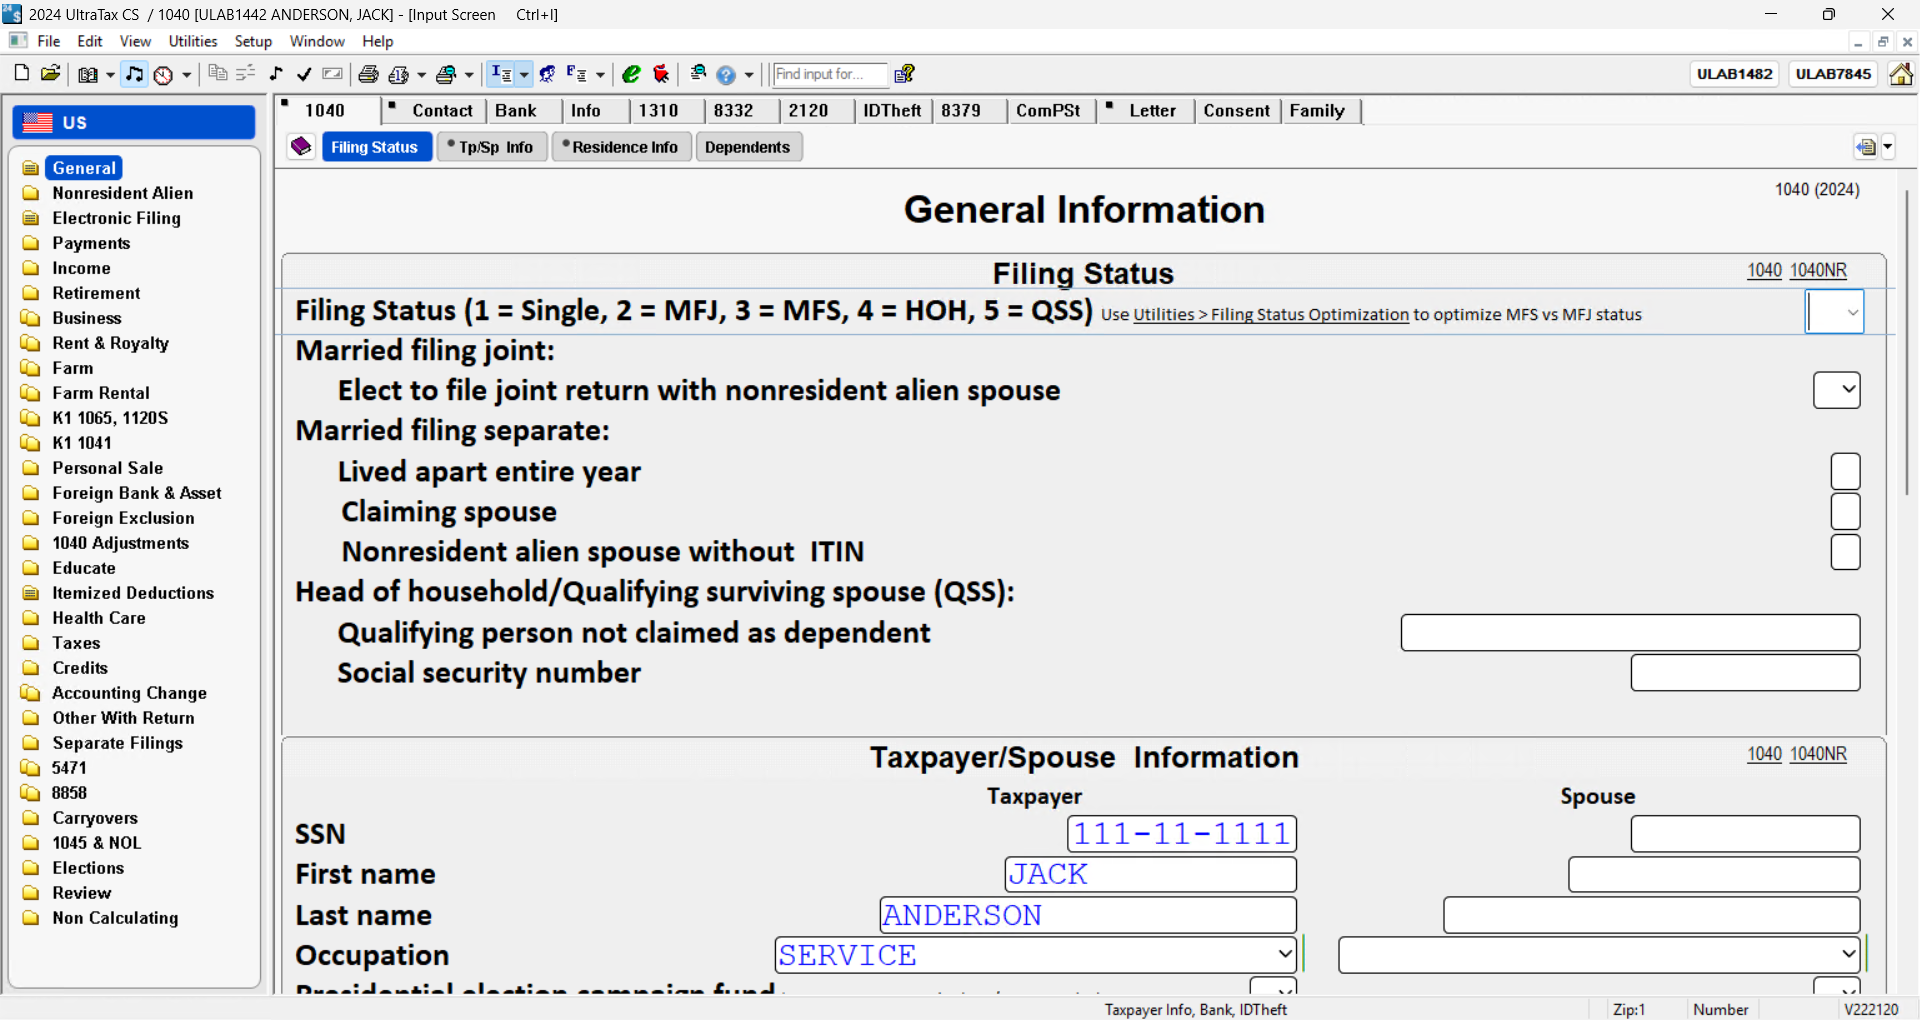 2024 UltraTax CS / 1040 [ULAB1442 ANDERSON, JACK] - [Input Screen Ctrl+I]
File Edit View Utilities Setup Window Help
Find input for... ULAB1482 ULAB7845
US
General
Nonresident Alien
Electronic Filing
Payments
Income
Retirement
Business
Rent & Royalty
Farm
Farm Rental
K1 1065, 1120S
K1 1041
Personal Sale
Foreign Bank & Asset
Foreign Exclusion
1040 Adjustments
Educate
Itemized Deductions
Health Care
Taxes
Credits
Accounting Change
Other With Return
Separate Filings
5471
8858
Carryovers
1045 & NOL
Elections
Review
Non Calculating
1040 Contact Bank Info 1310 8332 2120 IDTheft 8379 ComPSt Letter Consent Family
Filing Status Tp/Sp Info Residence Info Dependents
1040 (2024)
General Information
Filing Status 1040 1040NR
Filing Status (1 = Single, 2 = MFJ, 3 = MFS, 4 = HOH, 5 = QSS) Use Utilities > Filing Status Optimization to optimize MFS vs MFJ status
Married filing joint:
Elect to file joint return with nonresident alien spouse
Married filing separate:
Lived apart entire year
Claiming spouse
Nonresident alien spouse without ITIN
Head of household/Qualifying surviving spouse (QSS):
Qualifying person not claimed as dependent
Social security number
Taxpayer/Spouse Information 1040 1040NR
Taxpayer Spouse
SSN 111-11-1111
First name JACK
Last name ANDERSON
Occupation SERVICE
Presidential election campaign fund
Taxpayer Info, Bank, IDTheft Zip:1 Number V222120